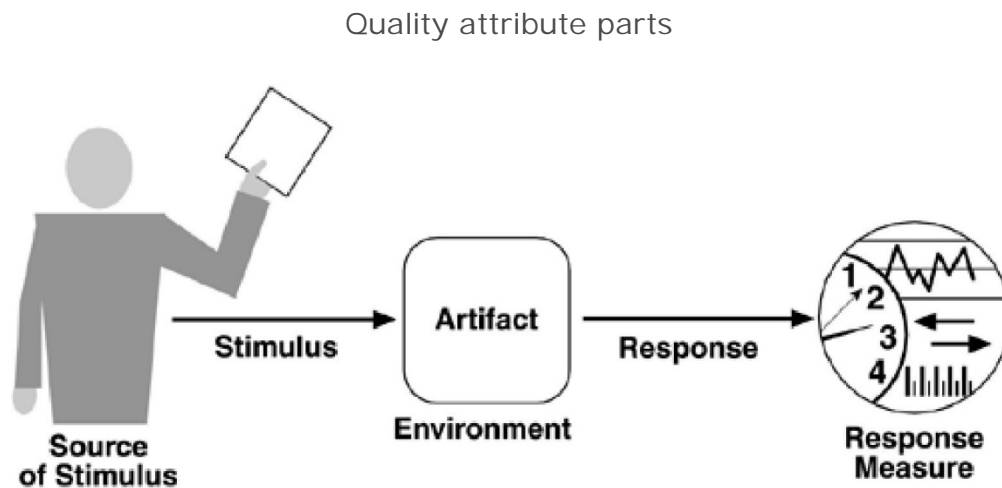 Quality attribute parts
Artifact
Stimulus
Response
Environment
Source
of Stimulus
1
2
3
4
Response
Measure